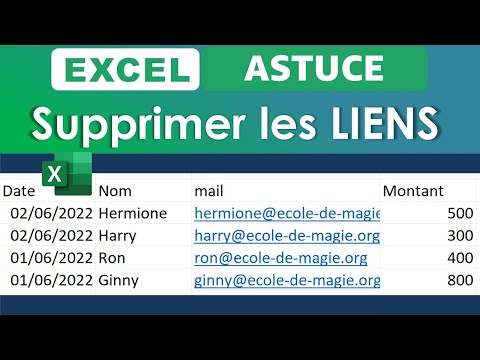 EXCEL ASTUCE
Supprimer les LIENS
X
Date Nom mail Montant
02/06/2022 Hermione hermione@ecole-de-magie 500
02/06/2022 Harry harry@ecole-de-magie.org 300
01/06/2022 Ron ron@ecole-de-magie.org 400
01/06/2022 Ginny ginny@ecole-de-magie.org 800